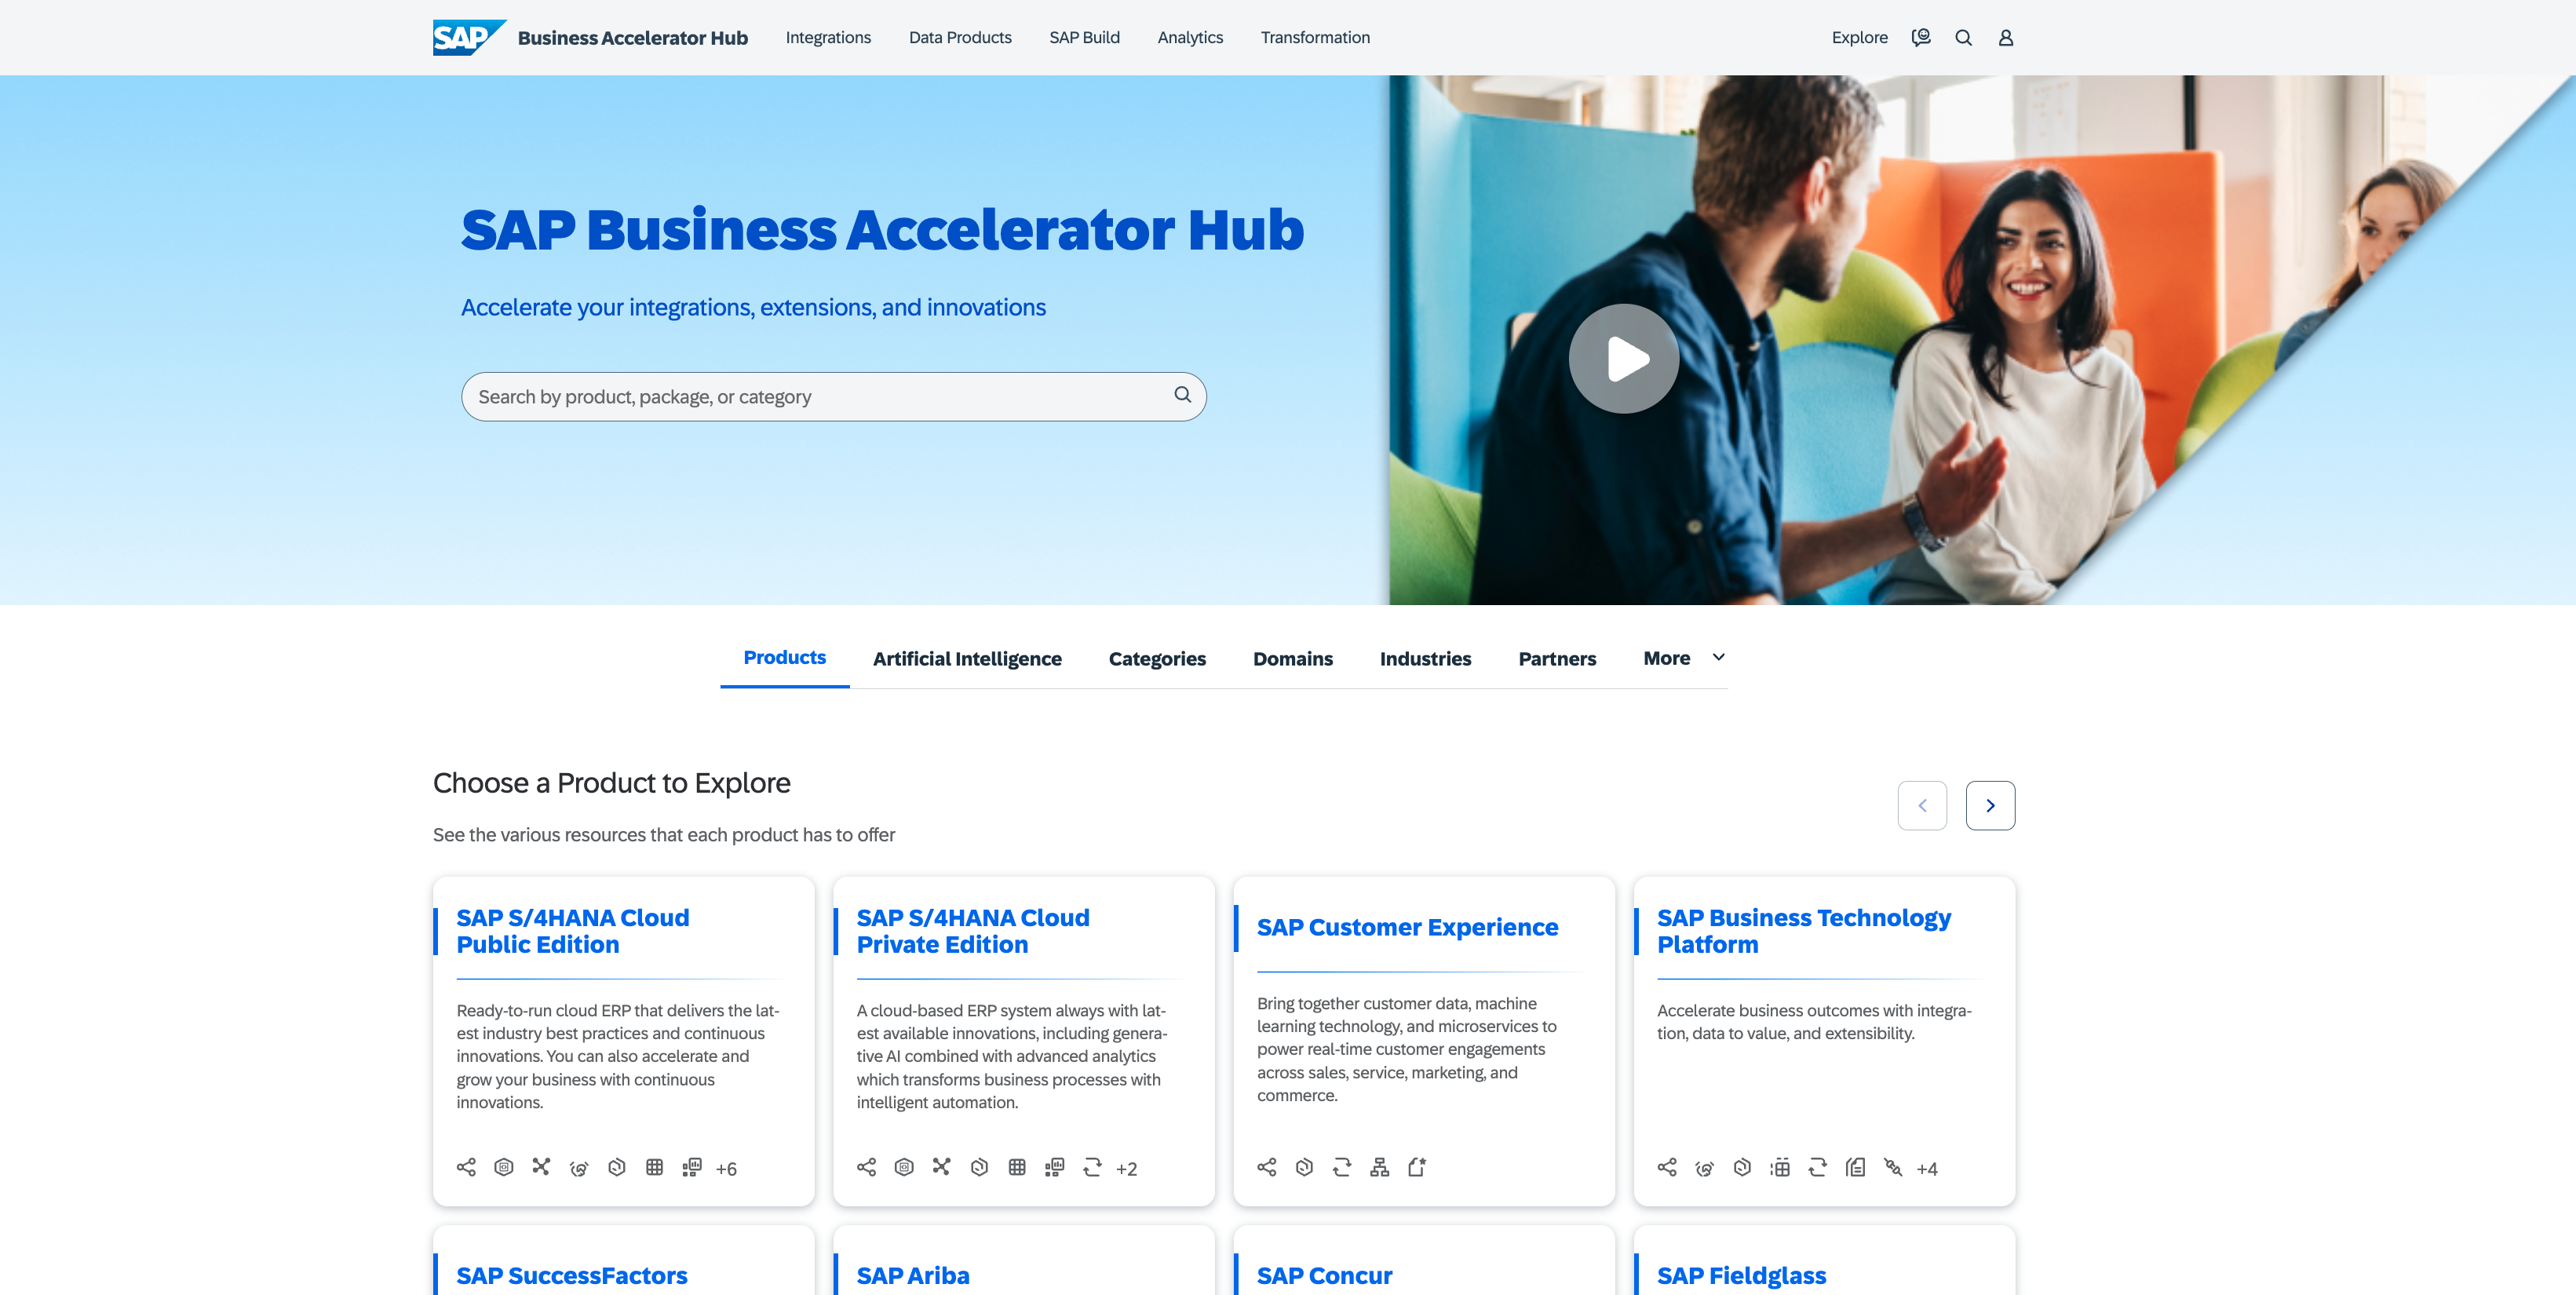 SAP Business Accelerator Hub Integrations Data Products SAP Build Analytics Transformation Explore
SAP Business Accelerator Hub
Accelerate your integrations, extensions, and innovations
Search by product, package, or category
Products Artificial Intelligence Categories Domains Industries Partners More
Choose a Product to Explore
See the various resources that each product has to offer
SAP S/4HANA Cloud
Public Edition
Ready-to-run cloud ERP that delivers the lat-
est industry best practices and continuous
innovations. You can also accelerate and
grow your business with continuous
innovations.
+6
SAP S/4HANA Cloud
Private Edition
A cloud-based ERP system always with lat-
est available innovations, including genera-
tive AI combined with advanced analytics
which transforms business processes with
intelligent automation.
+2
SAP Customer Experience
Bring together customer data, machine
learning technology, and microservices to
power real-time customer engagements
across sales, service, marketing, and
commerce.
SAP Business Technology
Platform
Accelerate business outcomes with integra-
tion, data to value, and extensibility.
+4
SAP SuccessFactors
SAP Ariba
SAP Concur
SAP Fieldglass